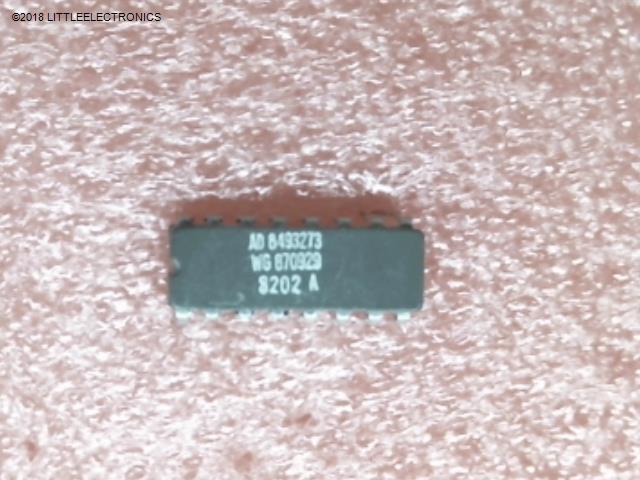 ©2018 LITTLEELECTRONICS
AD 8493273
WG 870929
8202 A